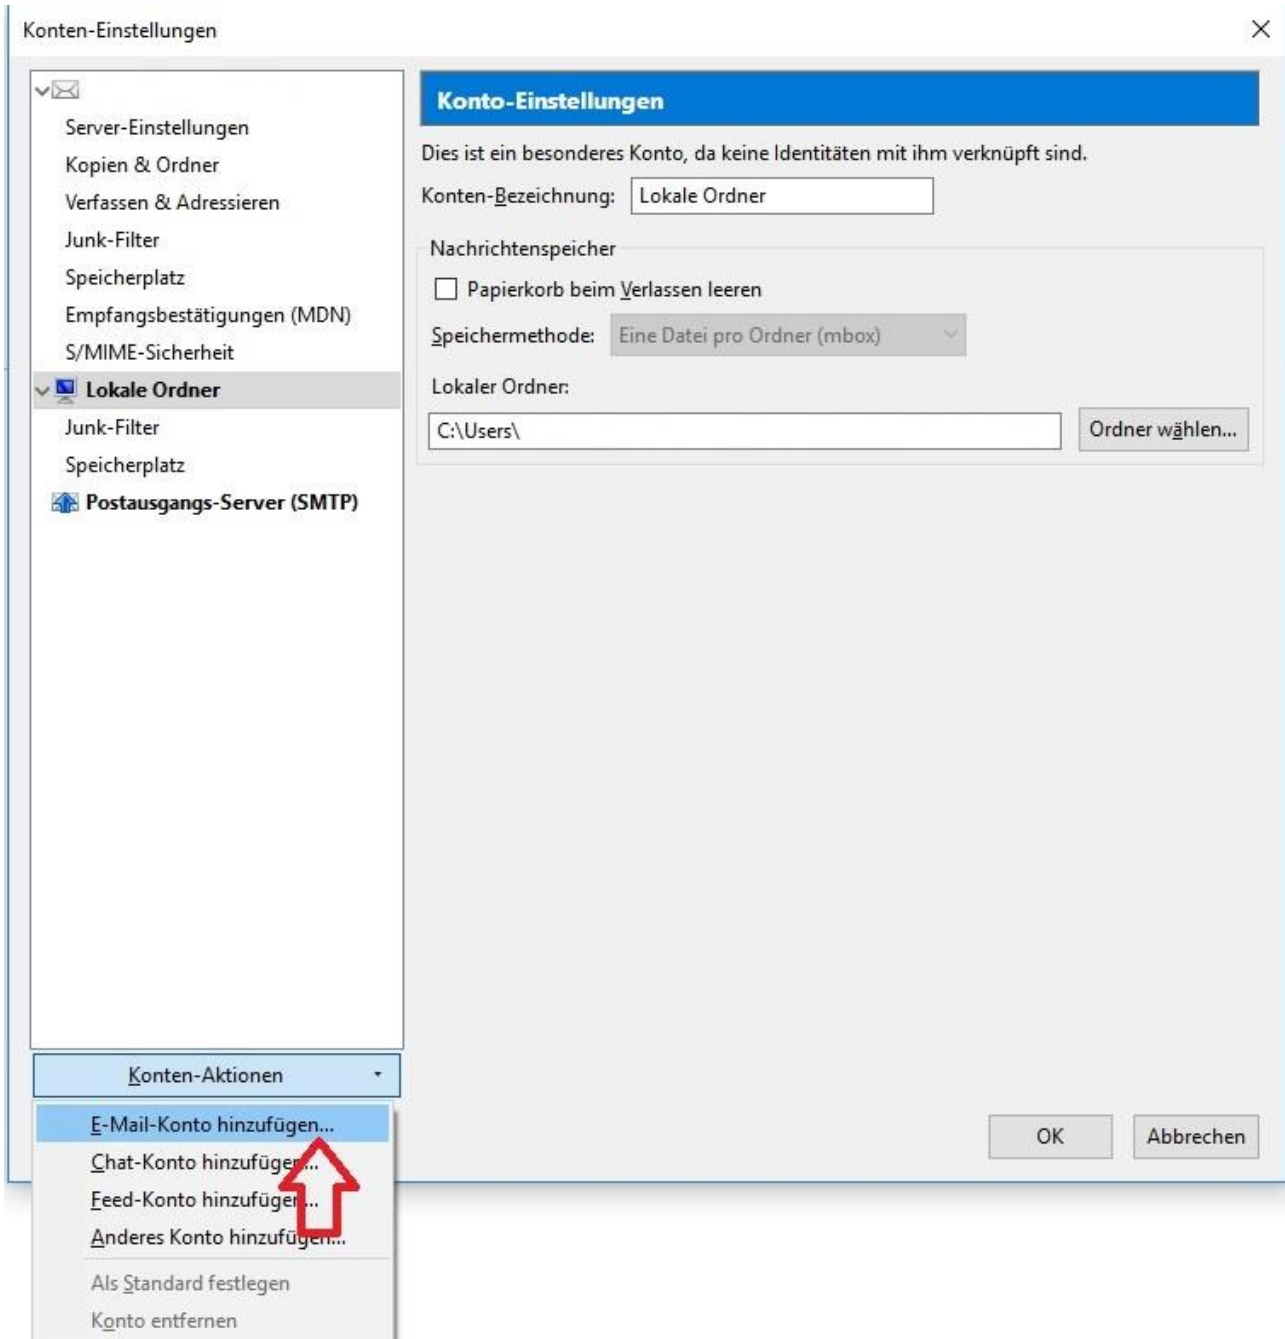 Konten-Einstellungen
Server-Einstellungen
Kopien & Ordner
Verfassen & Adressieren
Junk-Filter
Speicherplatz
Empfangsbestätigungen (MDN)
S/MIME-Sicherheit
Lokale Ordner
Junk-Filter
Speicherplatz
Postausgangs-Server (SMTP)
Konto-Einstellungen
Dies ist ein besonderes Konto, da keine Identitäten mit ihm verknüpft sind.
Konten-Bezeichnung: Lokale Ordner
Nachrichtenspeicher
Papierkorb beim Verlassen leeren
Speichermethode: Eine Datei pro Ordner (mbox)
Lokaler Ordner:
C:\Users\ Ordner wählen...
Konten-Aktionen
E-Mail-Konto hinzufügen...
Chat-Konto hinzufügen...
Feed-Konto hinzufügen...
Anderes Konto hinzufügen...
Als Standard festlegen
Konto entfernen
OK Abbrechen